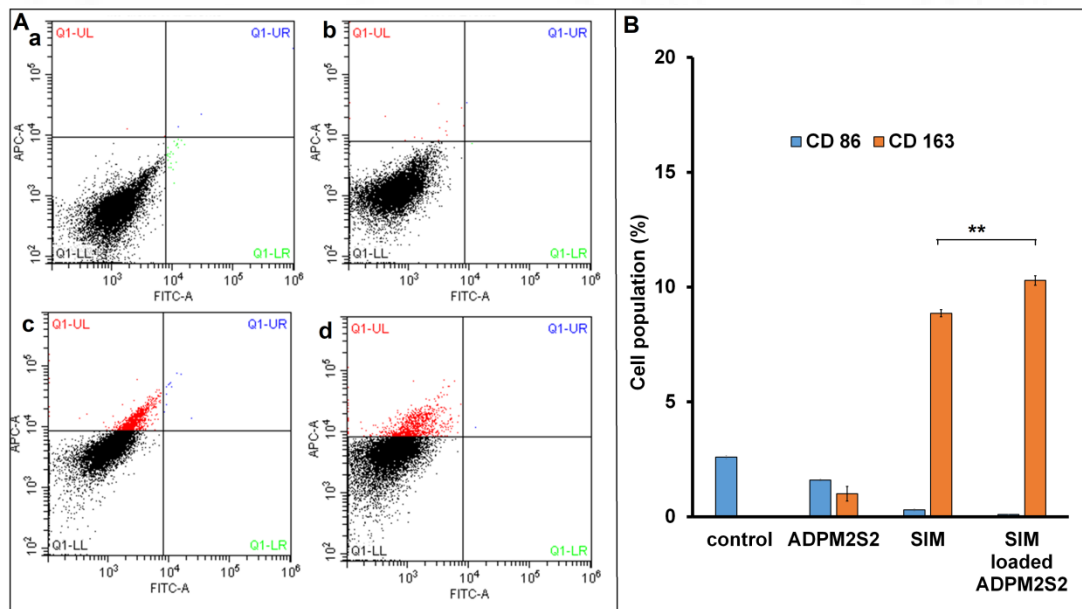 A
a
Q1-UL Q1-UR
10^5
10^4
10^3
10^2
APC-A
Q1-LL Q1-LR
10^3 10^4 10^5 10^6
FITC-A
b
Q1-UL Q1-UR
10^5
10^4
10^3
10^2
APC-A
Q1-LL Q1-LR
10^3 10^4 10^5 10^6
FITC-A
c
Q1-UL Q1-UR
10^5
10^4
10^3
10^2
APC-A
Q1-LL Q1-LR
10^3 10^4 10^5 10^6
FITC-A
d
Q1-UL Q1-UR
10^5
10^4
10^3
10^2
APC-A
Q1-LL Q1-LR
10^3 10^4 10^5 10^6
FITC-A
B
20
15
10
5
0
Cell population (%)
CD 86 CD 163
**
control ADPM2S2 SIM SIM
loaded
ADPM2S2